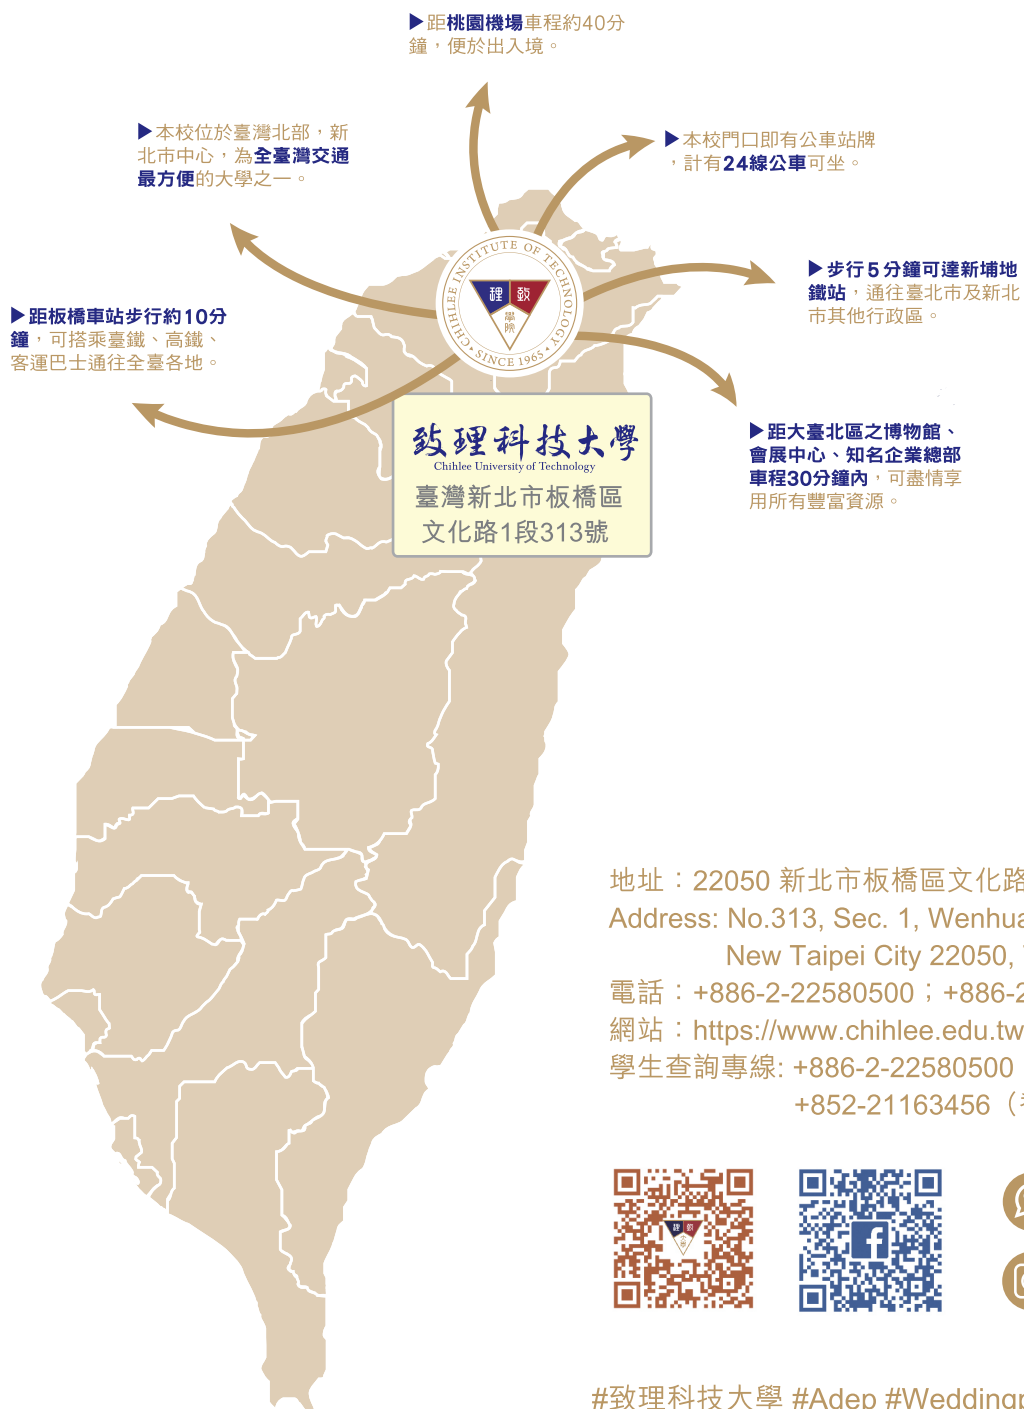 ▶距桃園機場車程約40分
鐘，便於出入境。
▶本校位於臺灣北部，新
北市中心，為全臺灣交通
最方便的大學之一。
▶本校門口即有公車站牌
，計有24線公車可坐。
▶步行5分鐘可達新埔地
鐵站，通往臺北市及新北
市其他行政區。
▶距板橋車站步行約10分
鐘，可搭乘臺鐵、高鐵、
客運巴士通往全臺各地。
▶距大臺北區之博物館、
會展中心、知名企業總部
車程30分鐘內，可盡情享
用所有豐富資源。
CHIHLEE INSTITUTE OF TECHNOLOGY
理 致
學院
SINCE 1965
致理科技大學
Chihlee University of Technology
臺灣新北市板橋區
文化路1段313號
地址：22050 新北市板橋區文化路
Address: No.313, Sec. 1, Wenhua
New Taipei City 22050,
電話：+886-2-22580500；+886-2
網站：https://www.chihlee.edu.tw
學生查詢專線: +886-2-22580500
+852-21163456（
理 致
#致理科技大學 #Adep #Weddingp